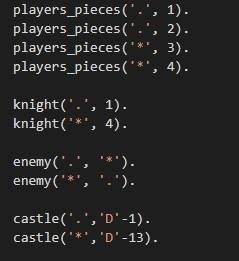 players_pieces('.', 1).
players_pieces('.', 2).
players_pieces('*', 3).
players_pieces('*', 4).

knight('.', 1).
knight('*', 4).

enemy('.', '*').
enemy('*', '.').

castle('.','D'-1).
castle('*','D'-13).